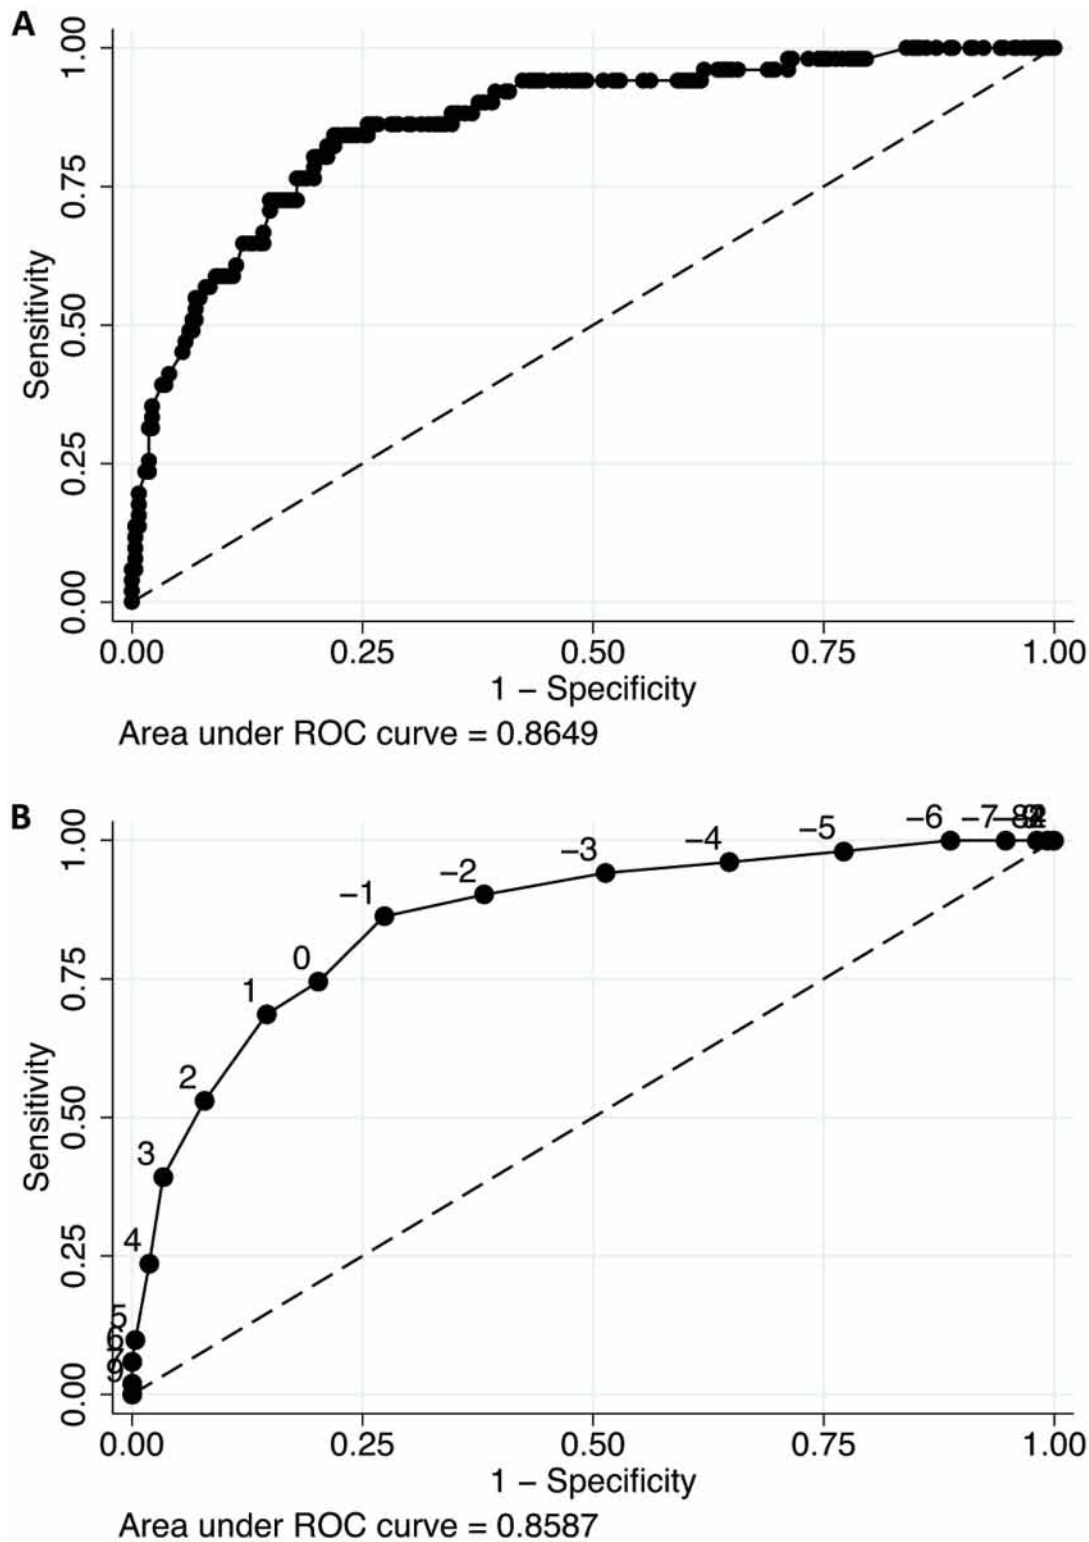 A
1.00
0.75
0.50
0.25
0.00
Sensitivity
0.00 0.25 0.50 0.75 1.00
1 – Specificity
Area under ROC curve = 0.8649
B
1.00
0.75
0.50
0.25
0.00
Sensitivity
–6 –7
–5
–4
–3
–2
–1
0
1
2
3
4
5
6
9
0.00 0.25 0.50 0.75 1.00
1 – Specificity
Area under ROC curve = 0.8587